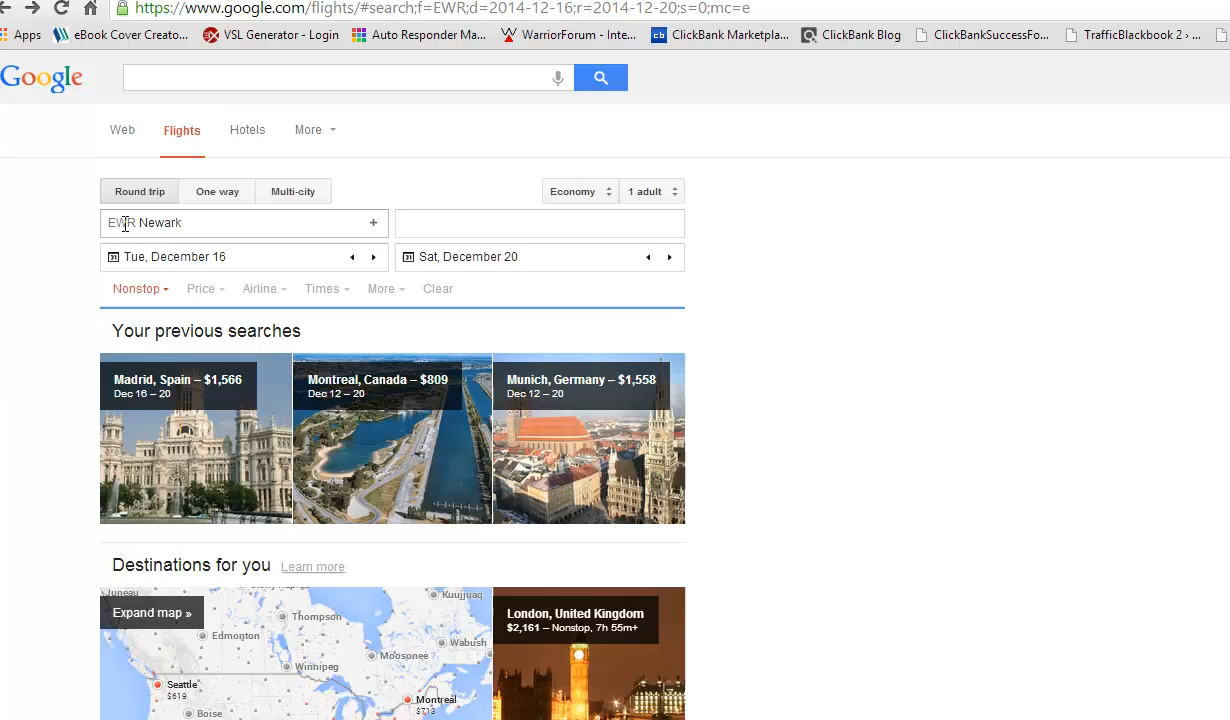 https://www.google.com/flights/#search;f=EWR;d=2014-12-16;r=2014-12-20;s=0;mc=e
Apps eBook Cover Creato... VSL Generator - Login Auto Responder Ma... WarriorForum - Inte... cb ClickBank Marketpla... ClickBank Blog ClickBankSuccessFo... TrafficBlackbook 2 › ...
Google
Web Flights Hotels More
Round trip One way Multi-city Economy 1 adult
EWR Newark +
31 Tue, December 16 31 Sat, December 20
Nonstop Price Airline Times More Clear
Your previous searches
Madrid, Spain – $1,566 Montreal, Canada – $809 Munich, Germany – $1,558
Dec 16 – 20 Dec 12 – 20 Dec 12 – 20
Destinations for you Learn more
Juneau Kuujjuaq
Expand map » London, United Kingdom
Thompson $2,161 – Nonstop, 7h 55m+
Edmonton Wabush
Moosonee
Winnipeg
Seattle
$619 Montréal
$713
Boise